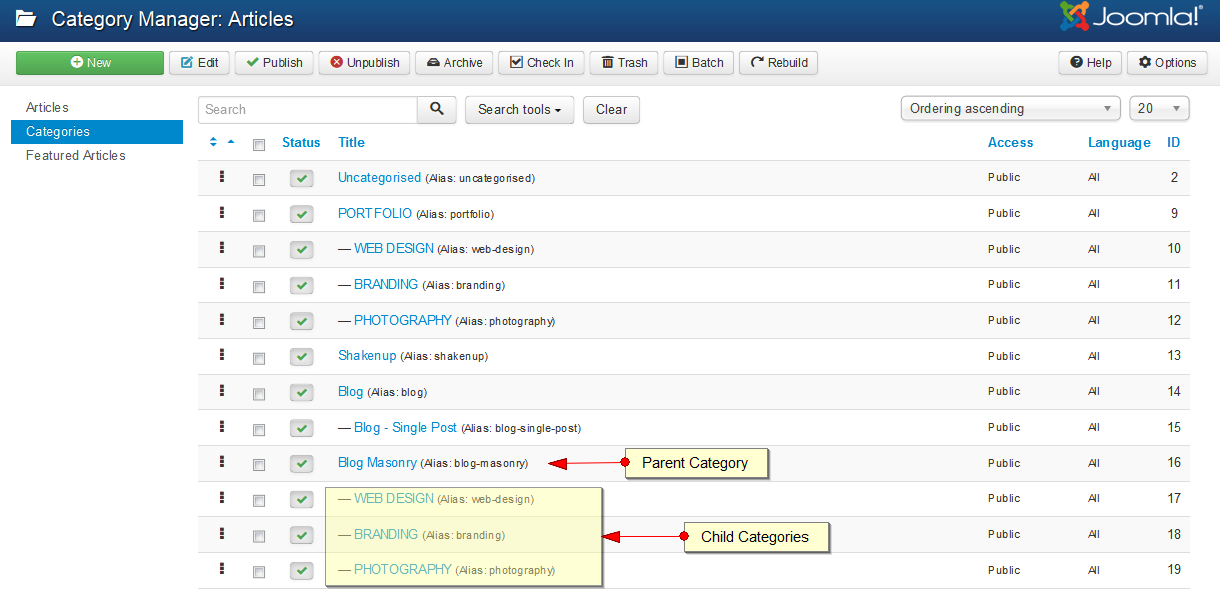 Category Manager: Articles Joomla!®
New Edit Publish Unpublish Archive Check In Trash Batch Rebuild Help Options
Articles
Categories
Featured Articles
Search Search tools Clear Ordering ascending 20
Status Title Access Language ID
Uncategorised (Alias: uncategorised) Public All 2
PORTFOLIO (Alias: portfolio) Public All 9
— WEB DESIGN (Alias: web-design) Public All 10
— BRANDING (Alias: branding) Public All 11
— PHOTOGRAPHY (Alias: photography) Public All 12
Shakenup (Alias: shakenup) Public All 13
Blog (Alias: blog) Public All 14
— Blog - Single Post (Alias: blog-single-post) Public All 15
Blog Masonry (Alias: blog-masonry) Parent Category Public All 16
— WEB DESIGN (Alias: web-design) Public All 17
— BRANDING (Alias: branding) Child Categories Public All 18
— PHOTOGRAPHY (Alias: photography) Public All 19